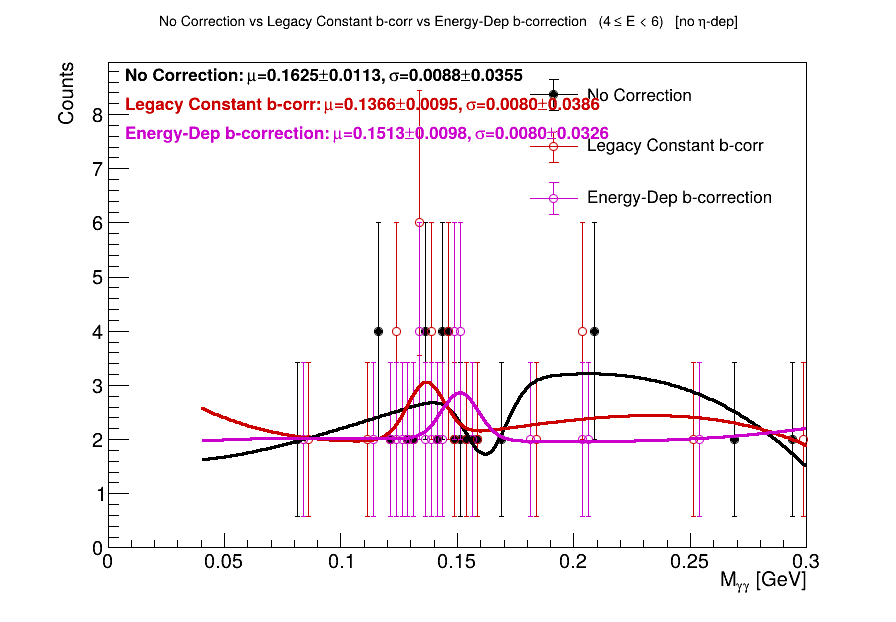 No Correction vs Legacy Constant b-corr vs Energy-Dep b-correction (4 ≤ E < 6) [no η-dep]
Counts
No Correction: μ=0.1625±0.0113, σ=0.0088±0.0355
Legacy Constant b-corr: μ=0.1366±0.0095, σ=0.0080±0.0386
Energy-Dep b-correction: μ=0.1513±0.0098, σ=0.0080±0.0326
No Correction
Legacy Constant b-corr
Energy-Dep b-correction
8
7
6
5
4
3
2
1
0
0 0.05 0.1 0.15 0.2 0.25 0.3
Mγγ [GeV]